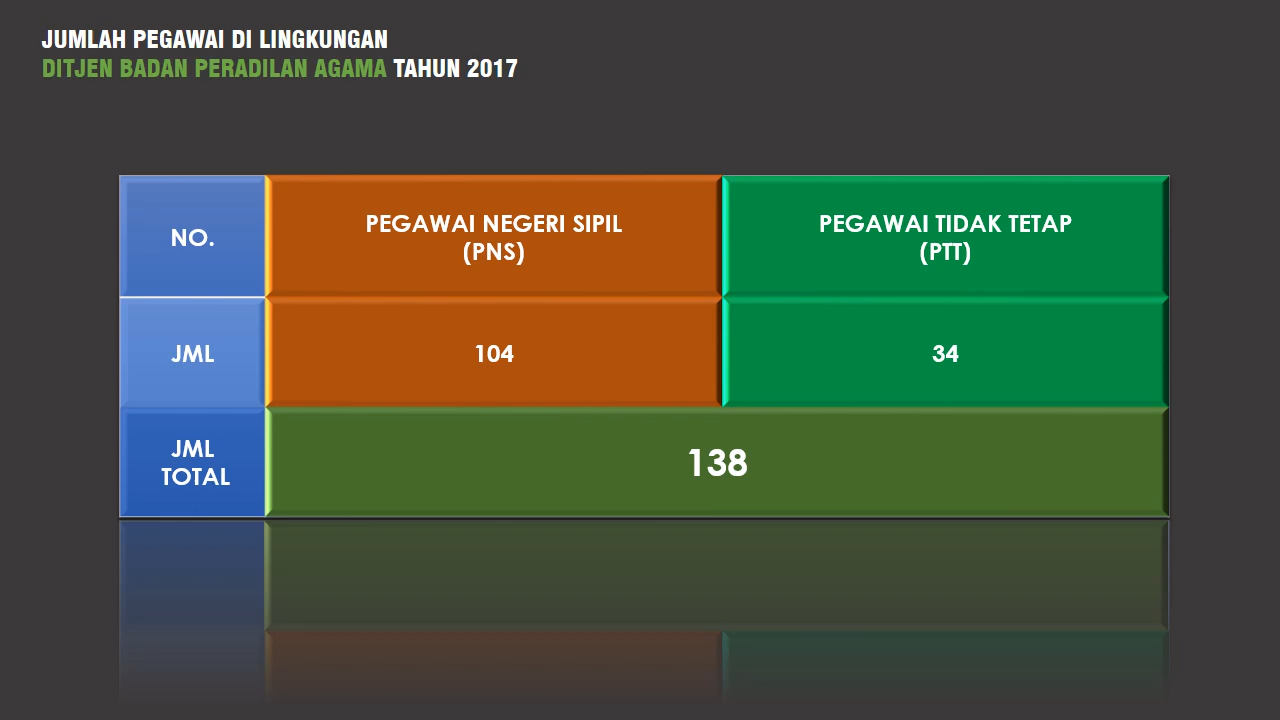 JUMLAH PEGAWAI DI LINGKUNGAN
DITJEN BADAN PERADILAN AGAMA TAHUN 2017
NO.
PEGAWAI NEGERI SIPIL
(PNS)
PEGAWAI TIDAK TETAP
(PTT)
JML
104
34
JML
TOTAL
138